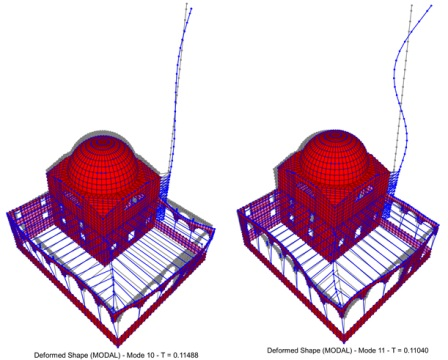 Deformed Shape (MODAL) - Mode 10 - T = 0.11488
Deformed Shape (MODAL) - Mode 11 - T = 0.11040